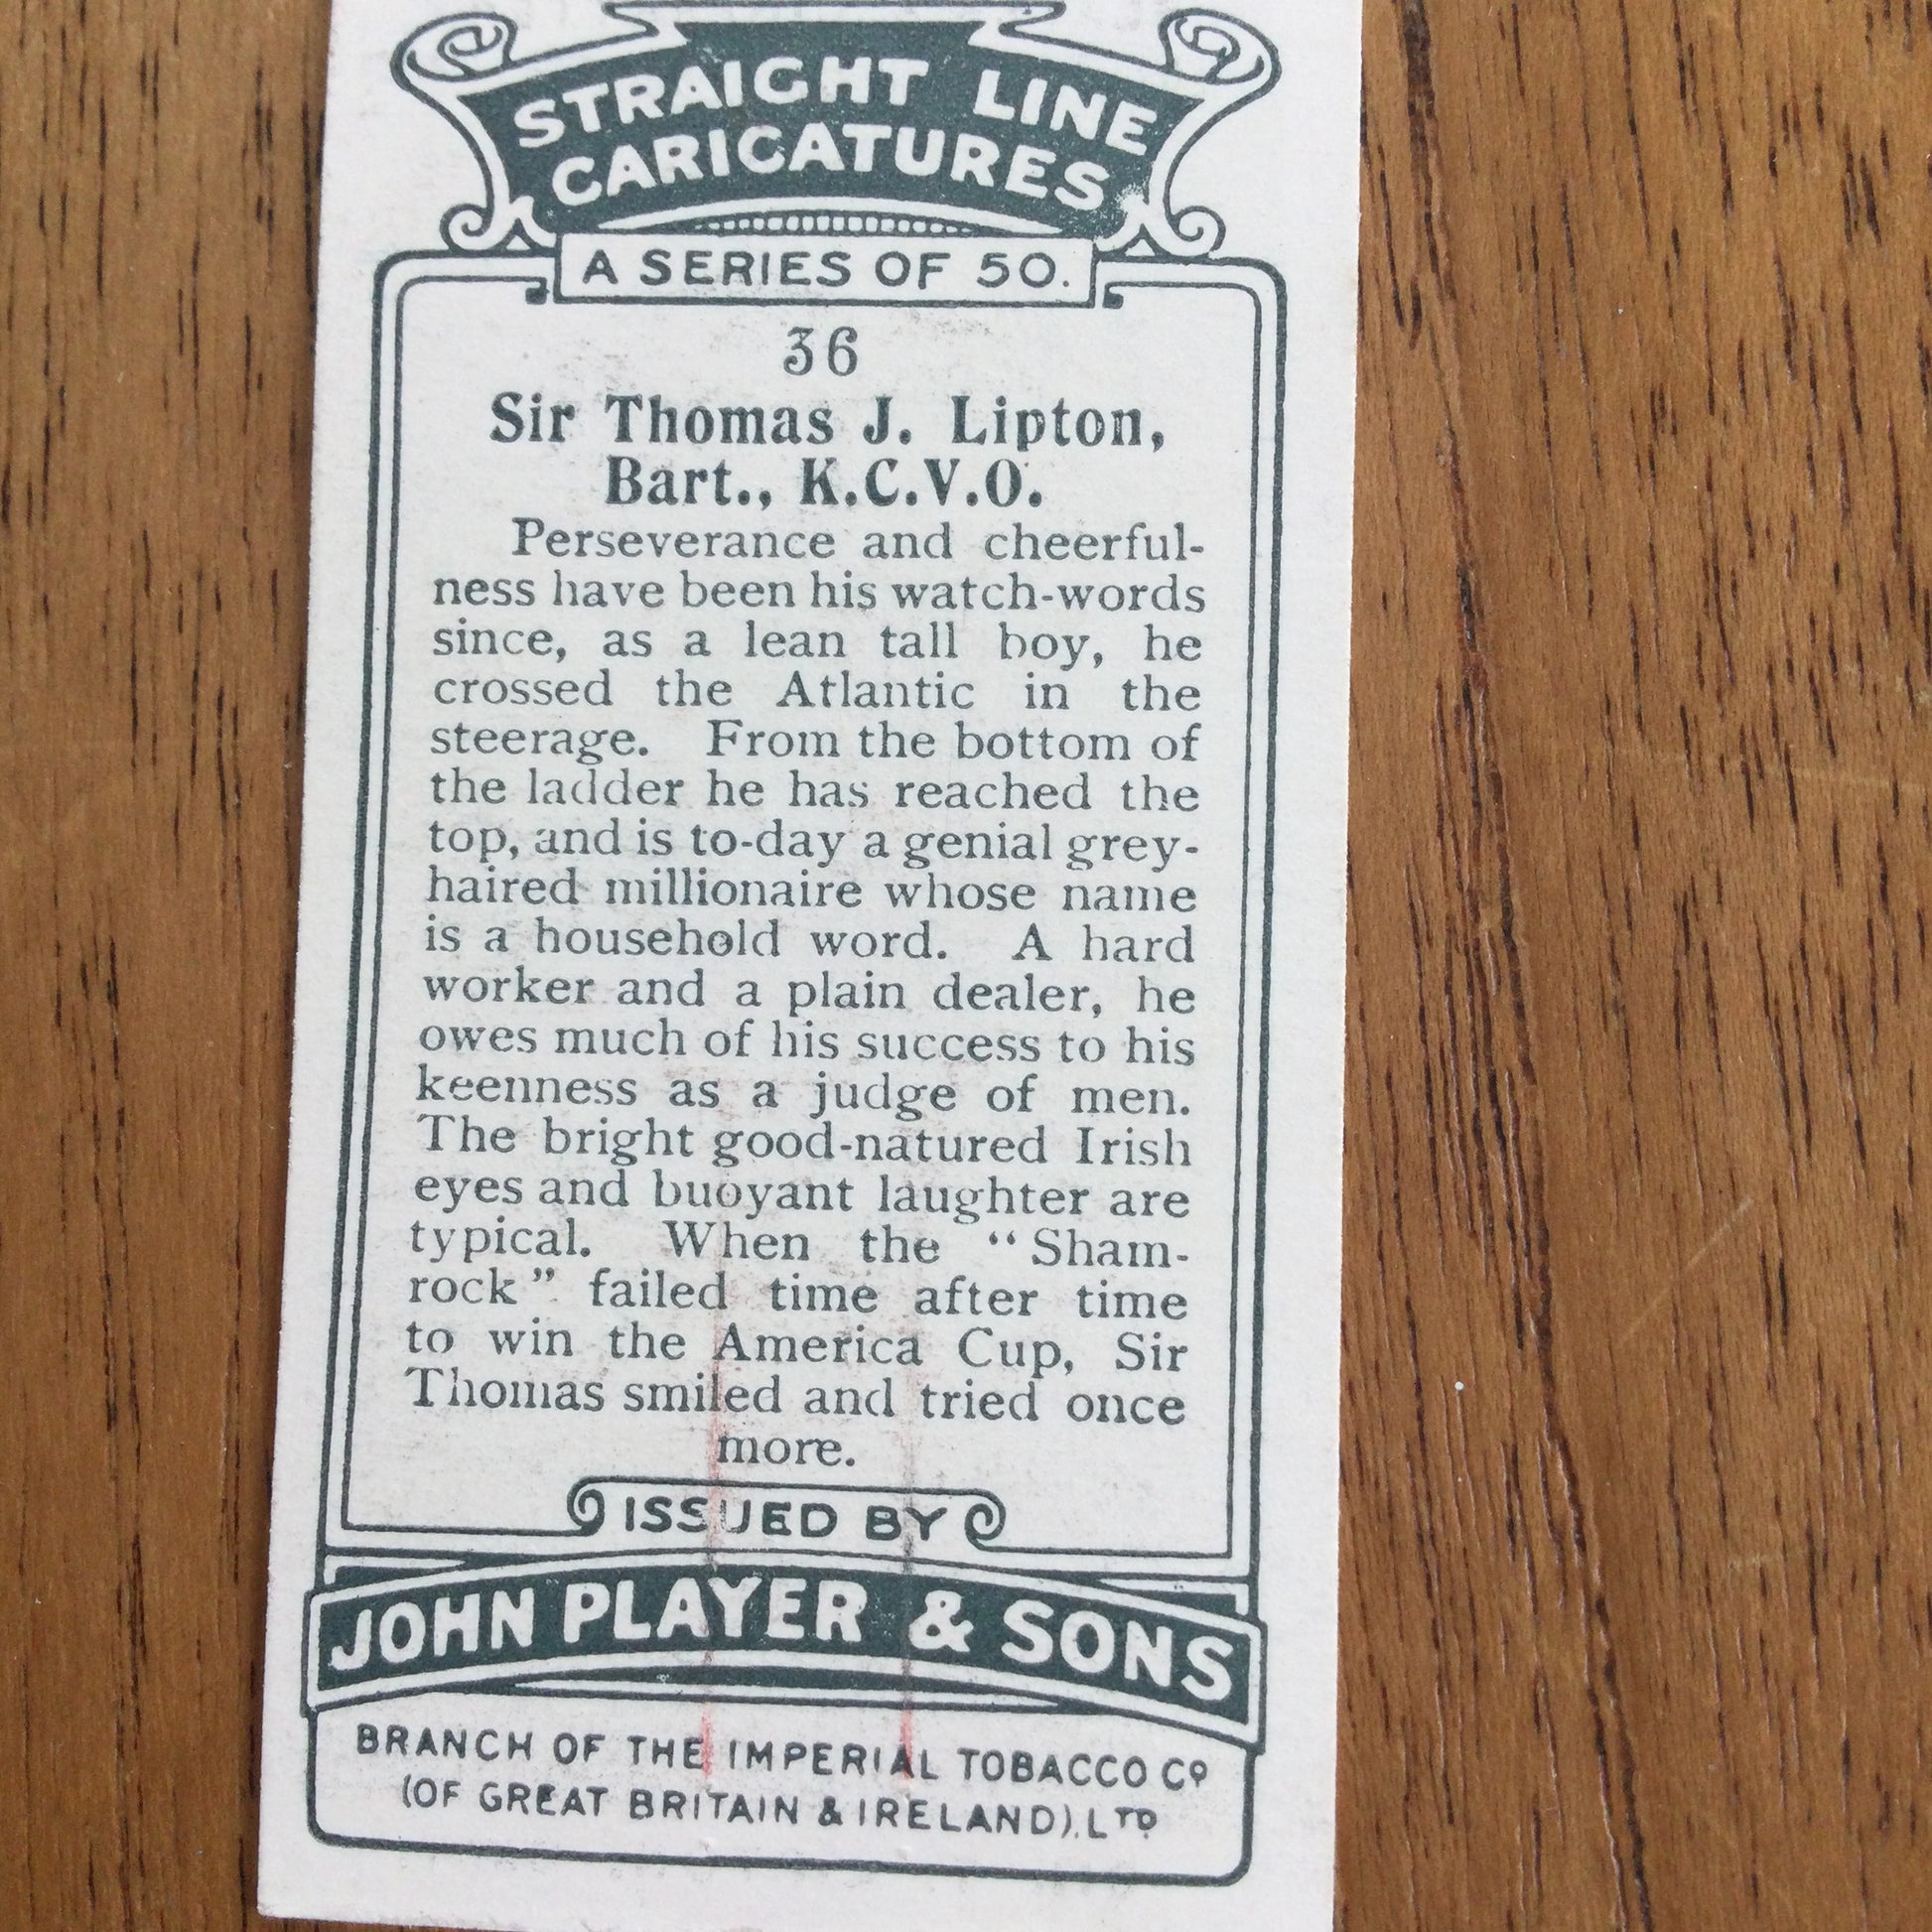 STRAIGHT LINE
CARICATURES
A SERIES OF 50.
36
Sir Thomas J. Lipton,
Bart., K.C.V.O.
Perseverance and cheerful-
ness have been his watch-words
since, as a lean tall boy, he
crossed the Atlantic in the
steerage. From the bottom of
the ladder he has reached the
top, and is to-day a genial grey-
haired millionaire whose name
is a household word. A hard
worker and a plain dealer, he
owes much of his success to his
keenness as a judge of men.
The bright good-natured Irish
eyes and buoyant laughter are
typical. When the “Sham-
rock” failed time after time
to win the America Cup, Sir
Thomas smiled and tried once
more.
ISSUED BY
JOHN PLAYER & SONS
BRANCH OF THE IMPERIAL TOBACCO Cº
(OF GREAT BRITAIN & IRELAND), LTD